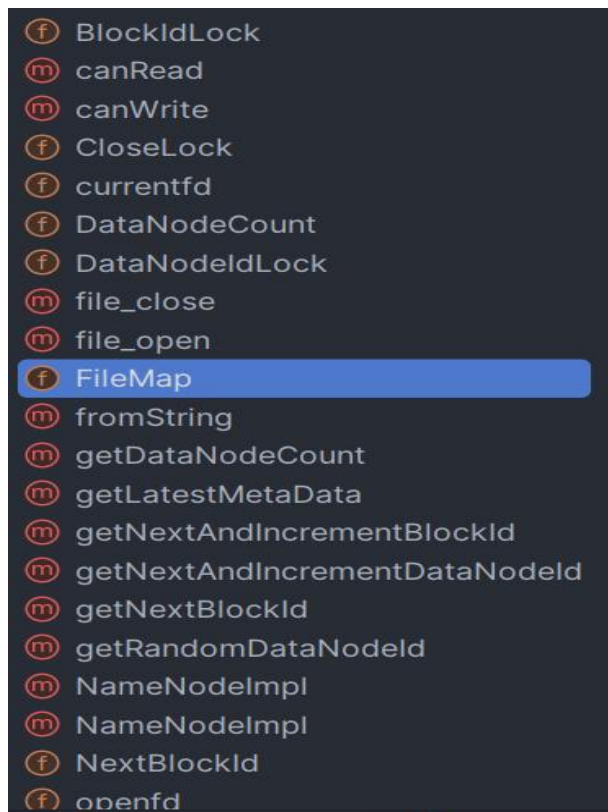 f BlockIdLock
m canRead
m canWrite
f CloseLock
f currentfd
f DataNodeCount
f DataNodeIdLock
m file_close
m file_open
f FileMap
m fromString
m getDataNodeCount
m getLatestMetaData
m getNextAndIncrementBlockId
m getNextAndIncrementDataNodeId
m getNextBlockId
m getRandomDataNodeId
m NameNodeImpl
m NameNodeImpl
f NextBlockId
f openfd